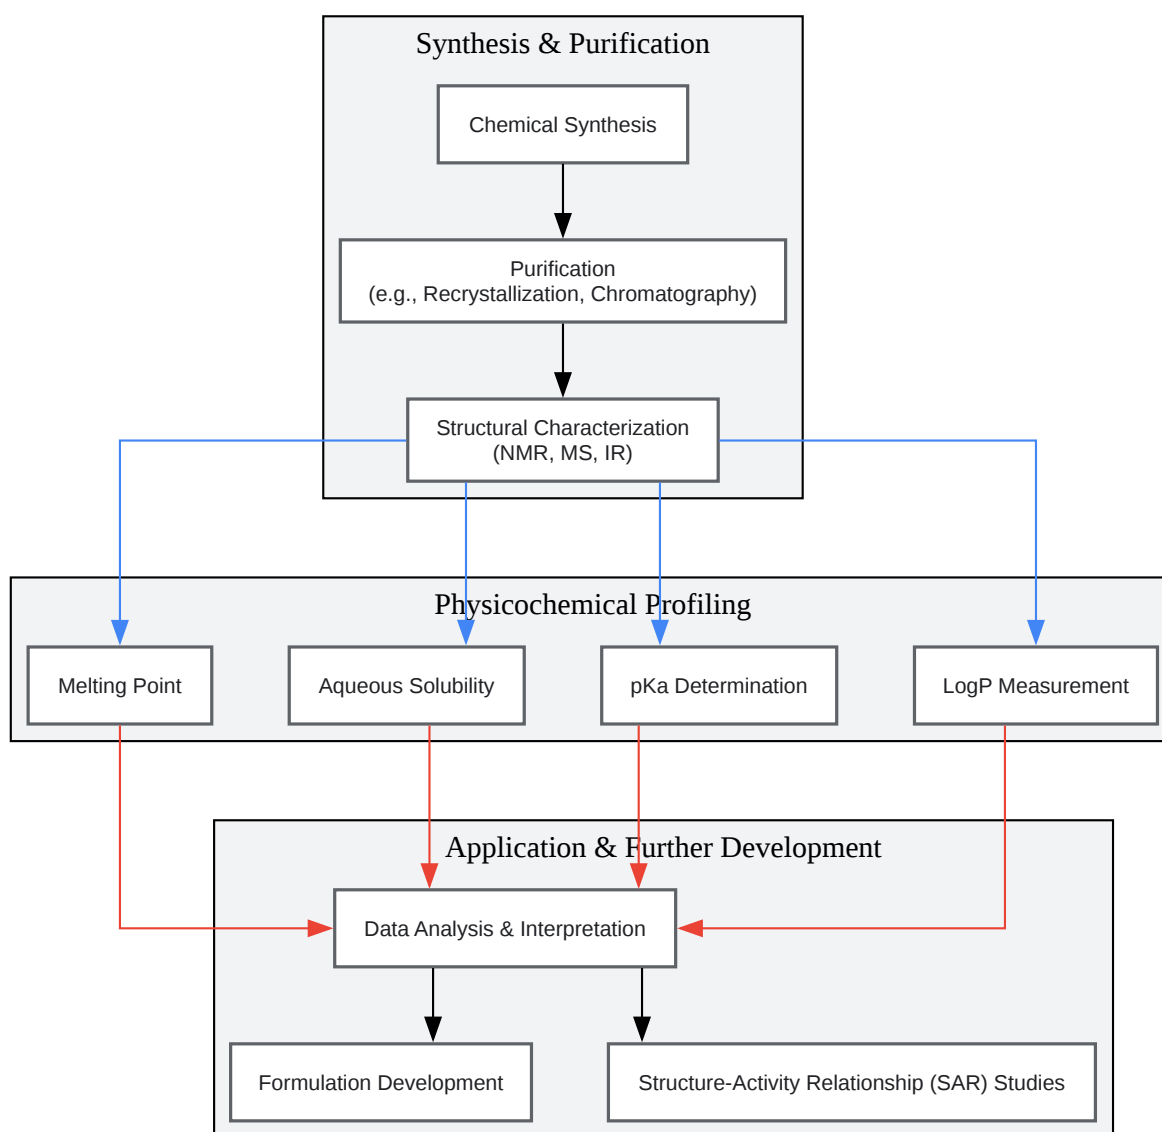 Synthesis & Purification
Chemical Synthesis
Purification
(e.g., Recrystallization, Chromatography)
Structural Characterization
(NMR, MS, IR)
Physicochemical Profiling
Melting Point
Aqueous Solubility
pKa Determination
LogP Measurement
Application & Further Development
Data Analysis & Interpretation
Formulation Development
Structure-Activity Relationship (SAR) Studies